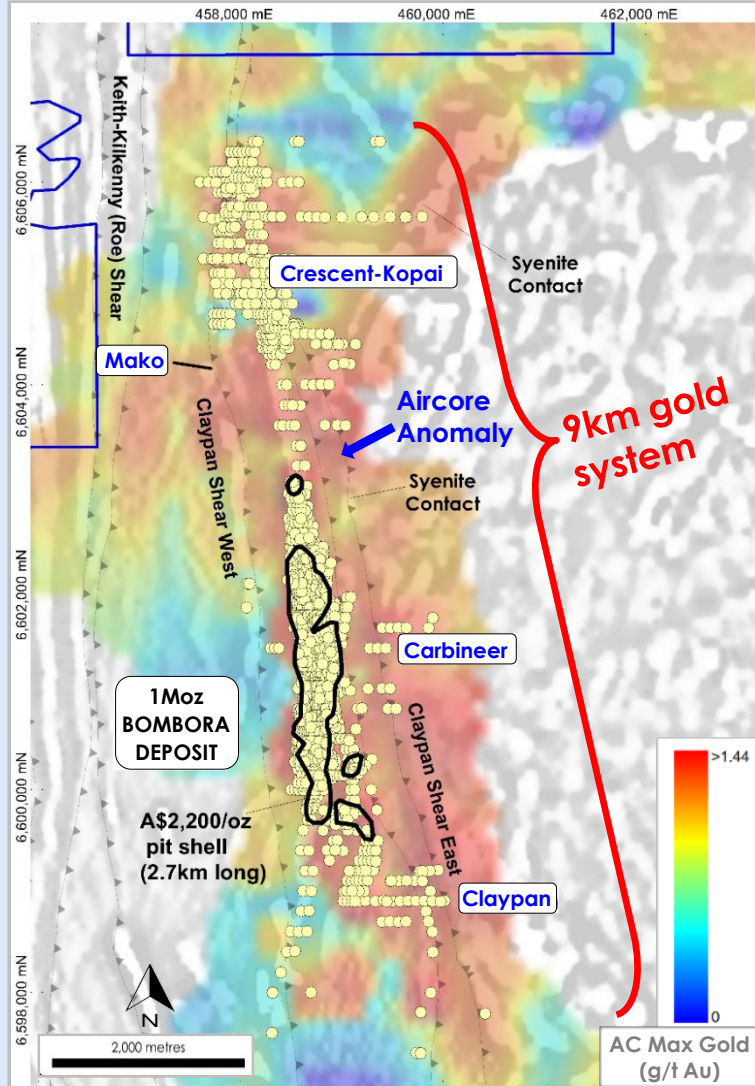 458,000 mE
460,000 mE
462,000 mE
6,606,000 mN
6,604,000 mN
6,602,000 mN
6,600,000 mN
6,598,000 mN
Keith-Kilkenny (Roe) Shear
Crescent-Kopai
Syenite
Contact
Mako
Aircore
Anomaly
9km gold
system
Claypan Shear West
Syenite
Contact
Carbineer
1Moz
BOMBORA
DEPOSIT
Claypan Shear East
A$2,200/oz
pit shell
(2.7km long)
Claypan
>1.44
0
N
2,000 metres
AC Max Gold
(g/t Au)